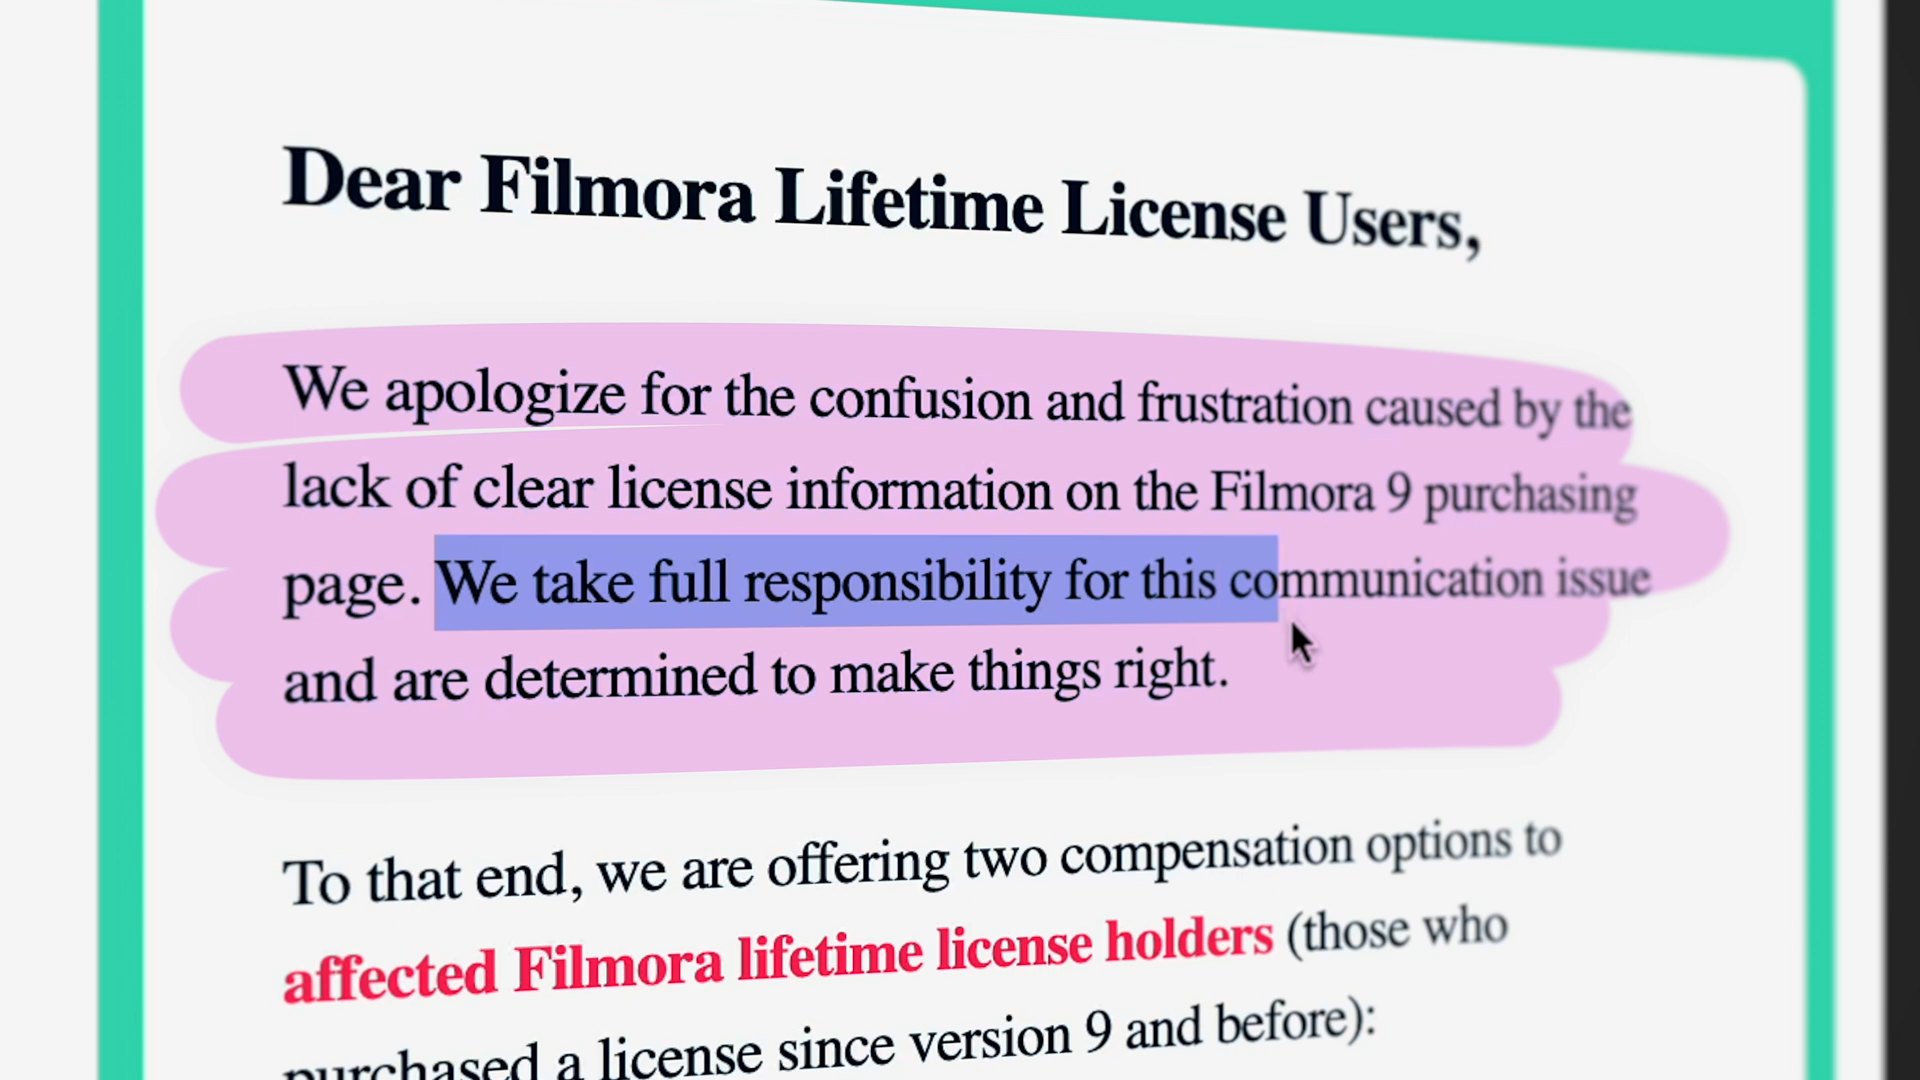 Dear Filmora Lifetime License Users,
We apologize for the confusion and frustration caused by the
lack of clear license information on the Filmora 9 purchasing
page. We take full responsibility for this communication issue
and are determined to make things right.
To that end, we are offering two compensation options to
affected Filmora lifetime license holders (those who
purchased a license since version 9 and before):